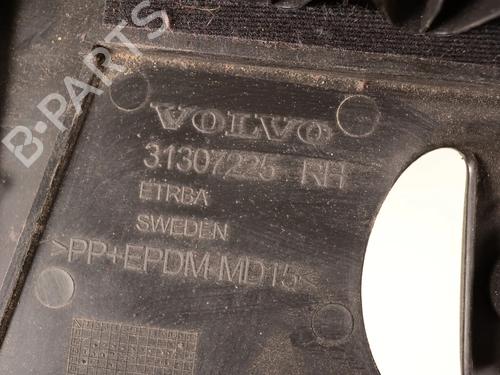 B-PARTS
VOLVO
31307225 RH
ETRBA
SWEDEN
>PP+EPDM-MD15<